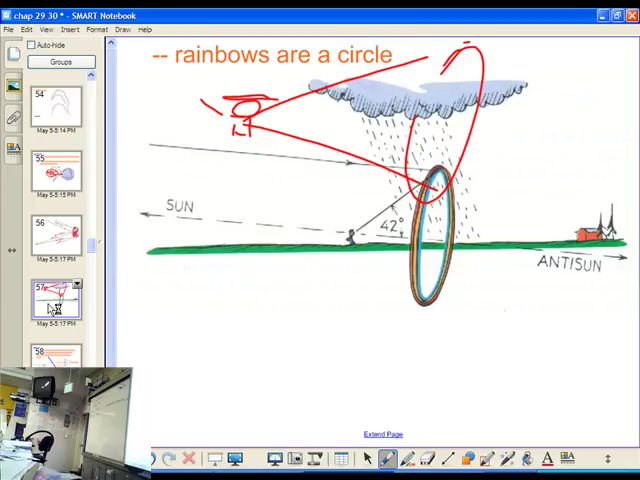 chap 29 30 * - SMART Notebook
File Edit View Insert Format Draw Help
Auto-hide
Groups
54
May 5-5:14 PM
55
May 5-5:15 PM
56
May 5-5:17 PM
57
May 5-5:17 PM
58
-- rainbows are a circle
SUN
42°
ANTISUN
Extend Page